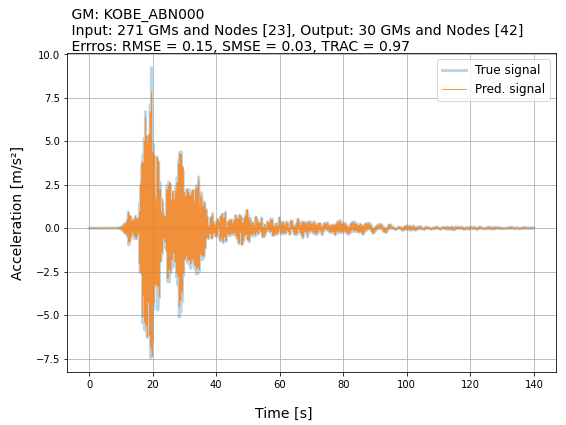 GM: KOBE_ABN000
Input: 271 GMs and Nodes [23], Output: 30 GMs and Nodes [42]
Errros: RMSE = 0.15, SMSE = 0.03, TRAC = 0.97
True signal
Pred. signal
10.0
7.5
5.0
2.5
0.0
−2.5
−5.0
−7.5
Acceleration [m/s²]
0 20 40 60 80 100 120 140
Time [s]